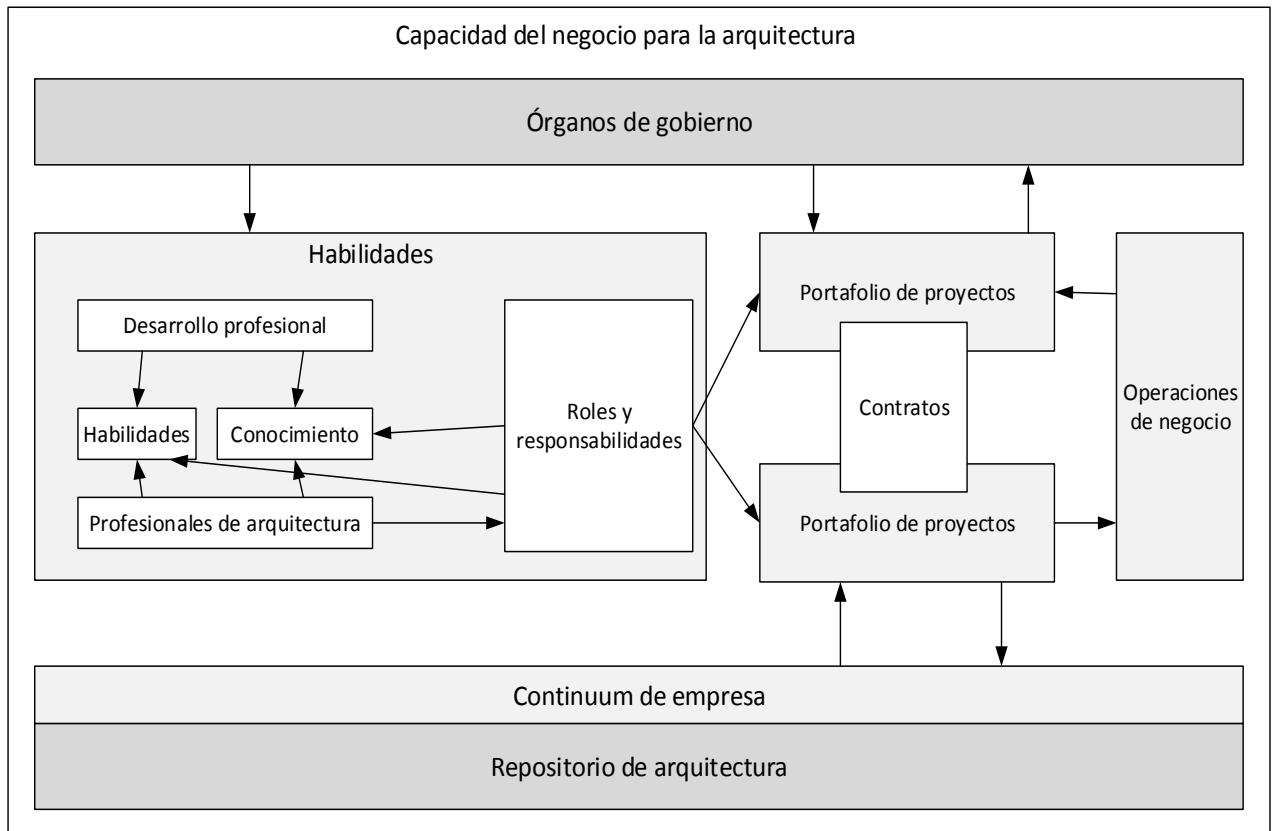 Capacidad del negocio para la arquitectura
Órganos de gobierno
Habilidades
Desarrollo profesional
Habilidades
Conocimiento
Profesionales de arquitectura
Roles y
responsabilidades
Portafolio de proyectos
Contratos
Portafolio de proyectos
Operaciones
de negocio
Continuum de empresa
Repositorio de arquitectura